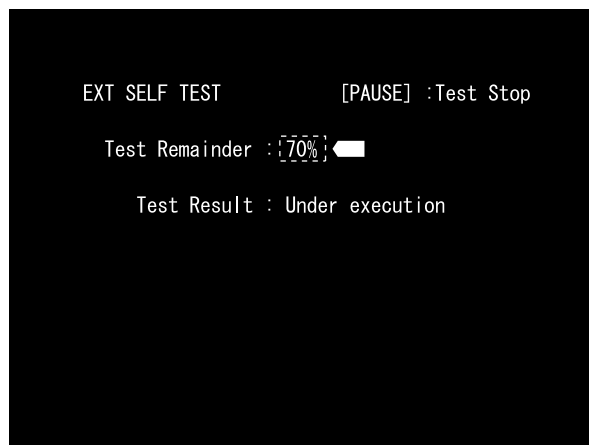 EXT SELF TEST [PAUSE] :Test Stop
Test Remainder : 70%
Test Result : Under execution